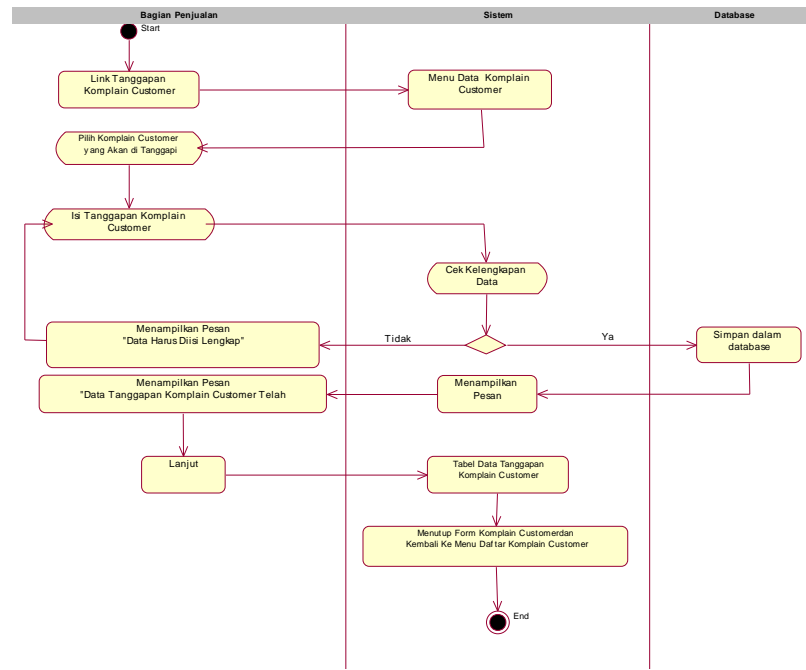 Bagian Penjualan
Sistem
Database
Start
Link Tanggapan
Komplain Customer
Menu Data Komplain
Customer
Pilih Komplain Customer
yang Akan di Tanggapi
Isi Tanggapan Komplain
Customer
Cek Kelengkapan
Data
Menampilkan Pesan
"Data Harus Diisi Lengkap"
Tidak
Ya
Simpan dalam
database
Menampilkan Pesan
"Data Tanggapan Komplain Customer Telah
Menampilkan
Pesan
Lanjut
Tabel Data Tanggapan
Komplain Customer
Menutup Form Komplain Customerdan
Kembali Ke Menu Daftar Komplain Customer
End